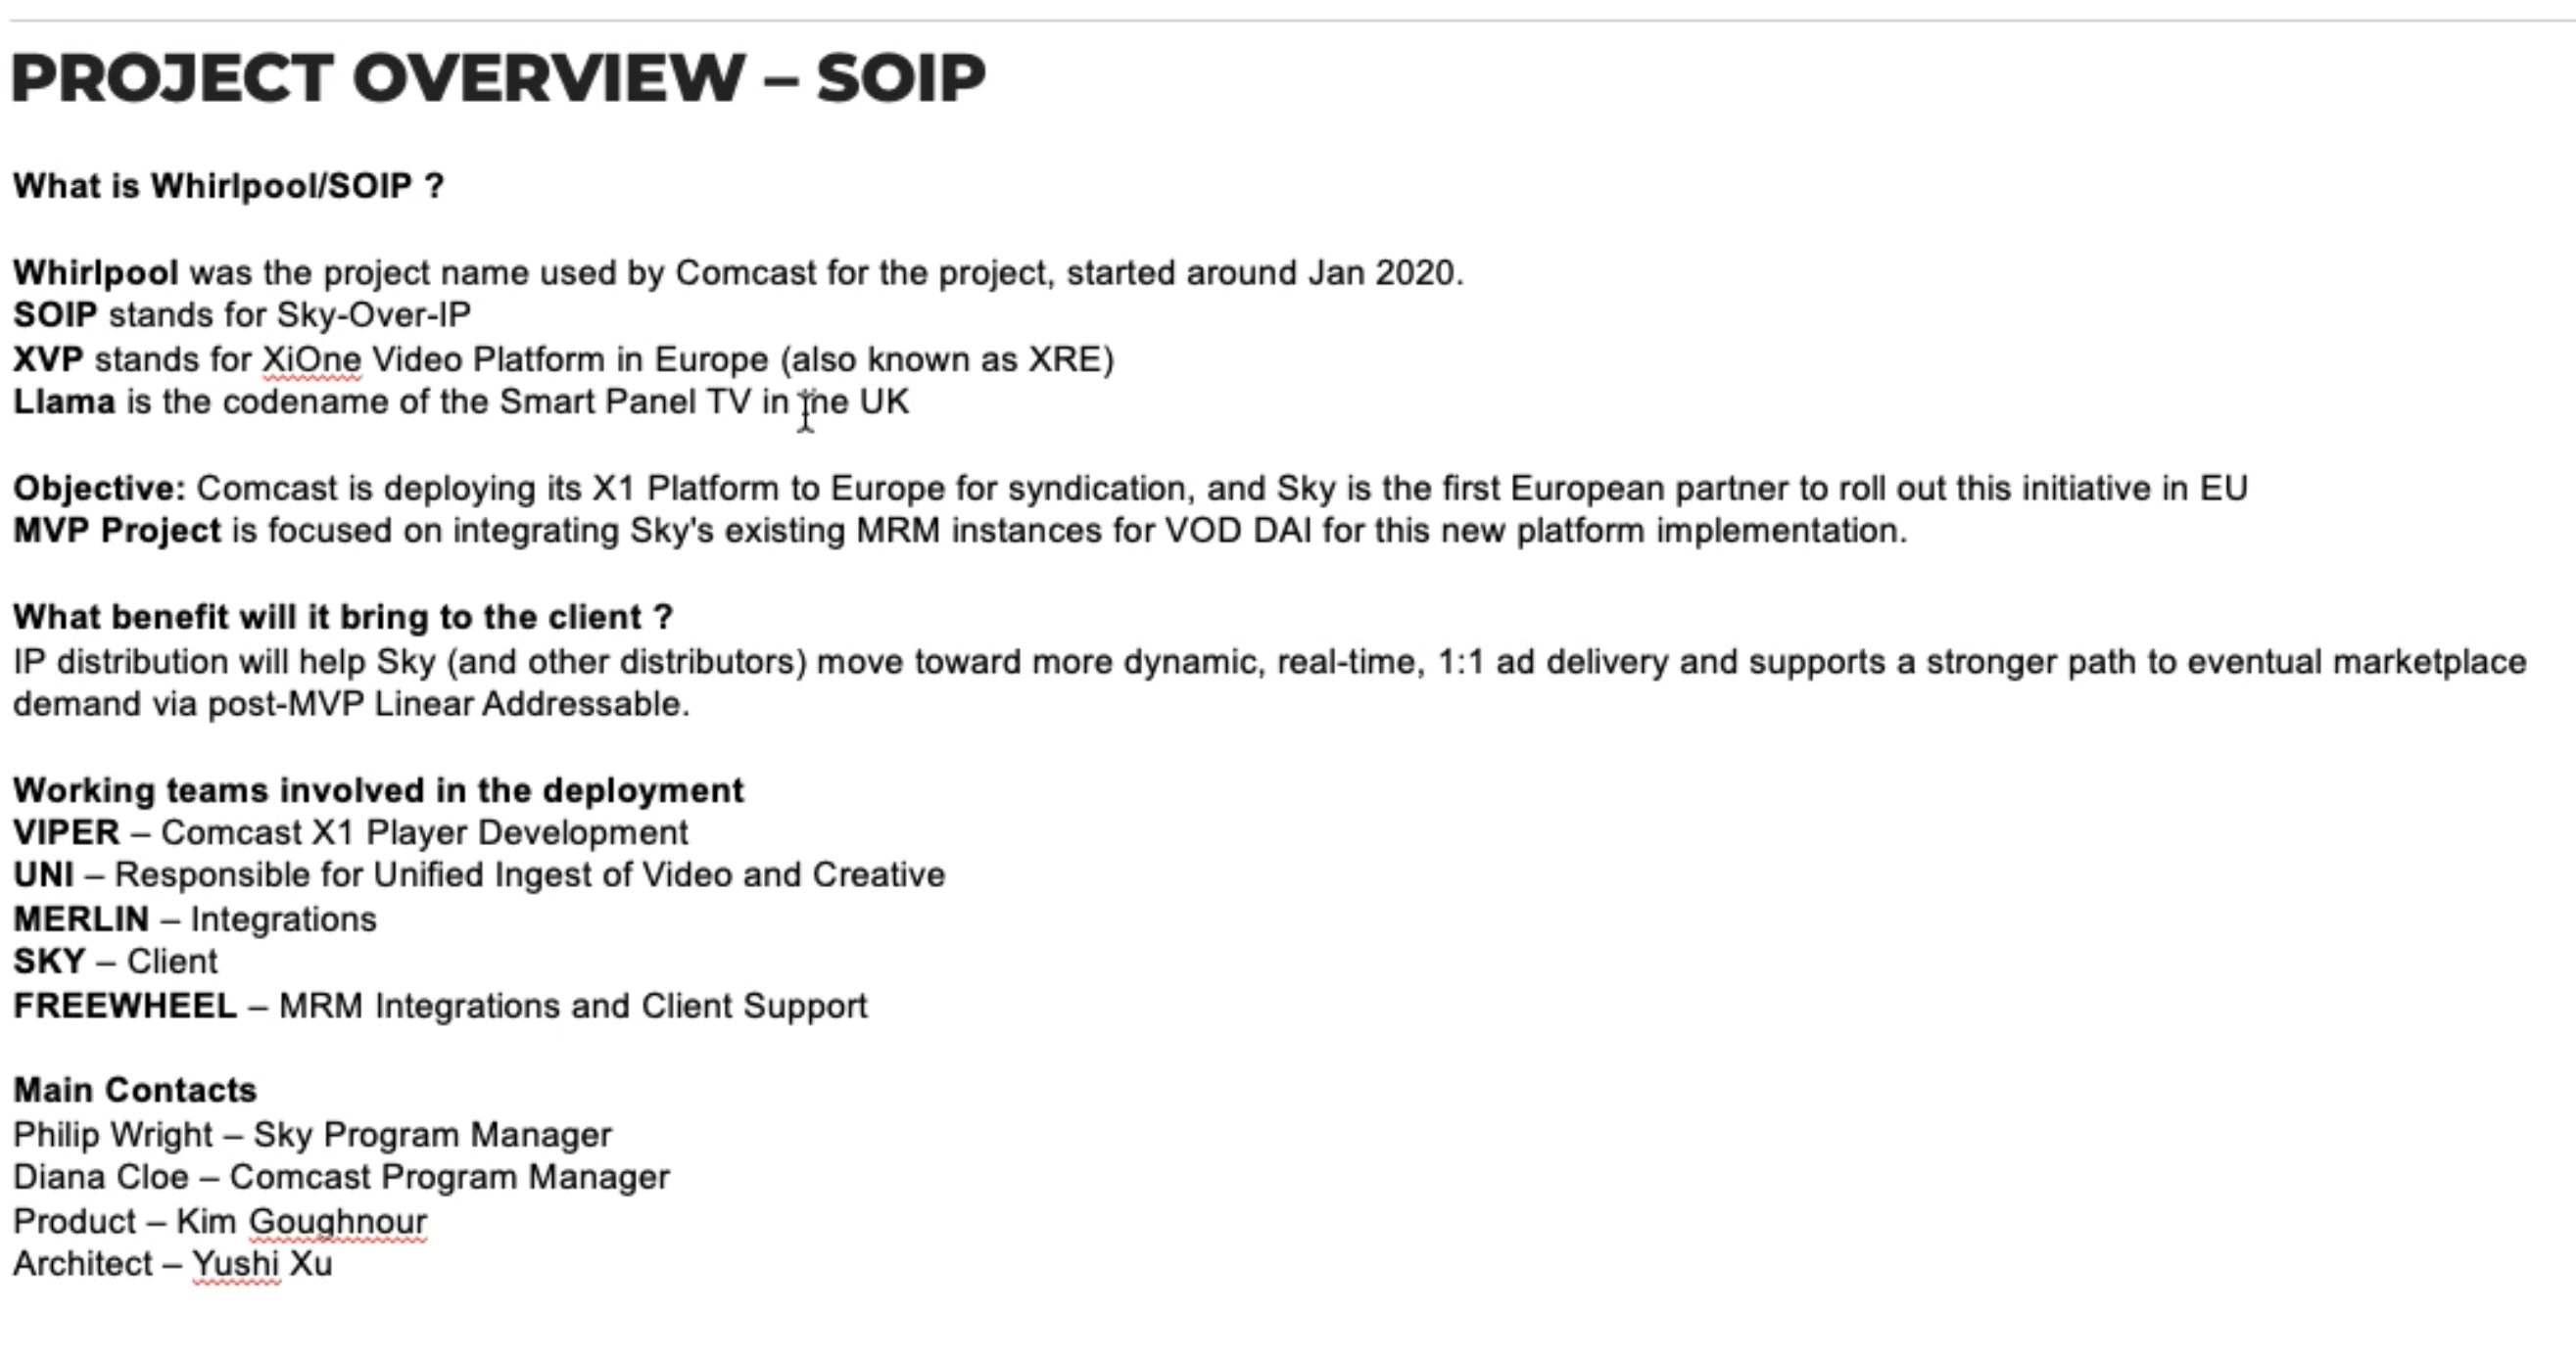 PROJECT OVERVIEW – SOIP
What is Whirlpool/SOIP ?
Whirlpool was the project name used by Comcast for the project, started around Jan 2020.
SOIP stands for Sky-Over-IP
XVP stands for XiOne Video Platform in Europe (also known as XRE)
Llama is the codename of the Smart Panel TV in the UK
Objective: Comcast is deploying its X1 Platform to Europe for syndication, and Sky is the first European partner to roll out this initiative in EU
MVP Project is focused on integrating Sky's existing MRM instances for VOD DAI for this new platform implementation.
What benefit will it bring to the client ?
IP distribution will help Sky (and other distributors) move toward more dynamic, real-time, 1:1 ad delivery and supports a stronger path to eventual marketplace
demand via post-MVP Linear Addressable.
Working teams involved in the deployment
VIPER – Comcast X1 Player Development
UNI – Responsible for Unified Ingest of Video and Creative
MERLIN – Integrations
SKY – Client
FREEWHEEL – MRM Integrations and Client Support
Main Contacts
Philip Wright – Sky Program Manager
Diana Cloe – Comcast Program Manager
Product – Kim Goughnour
Architect – Yushi Xu